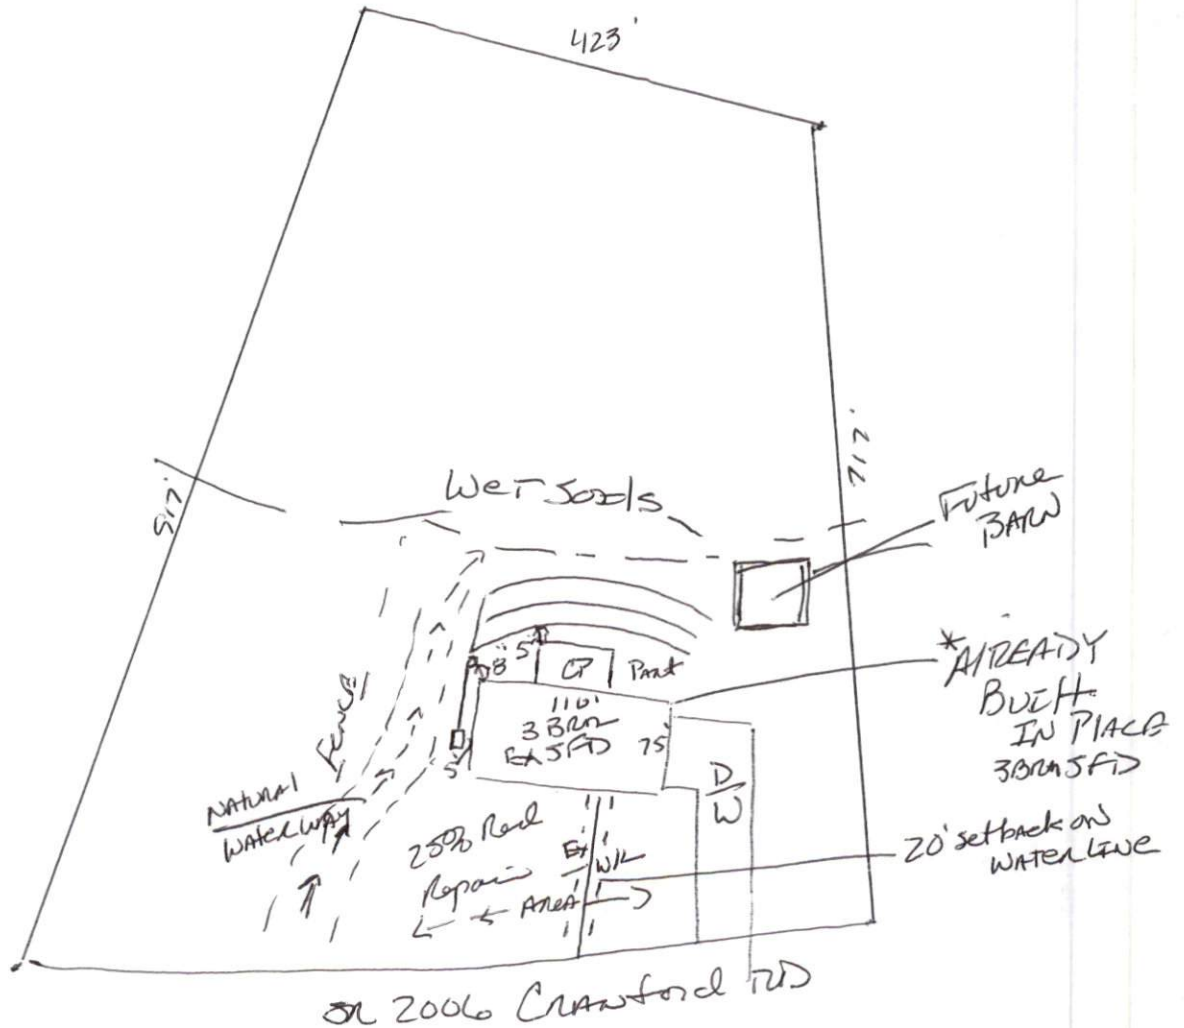 423'
917'
717'
Wet Soils
Future
BARN
5'
8'
CP
Part
110'
3 BRM
Ex SFD
75'
5'
*AlREADY
Built
IN PlACE
3BRM SFD
D/W
Fence
NATURAl
WATERWAY
25% Red
Repair
AREA
Ex
W/L
20' setback on
WATERLINE
SR 2006 CRAWford RD